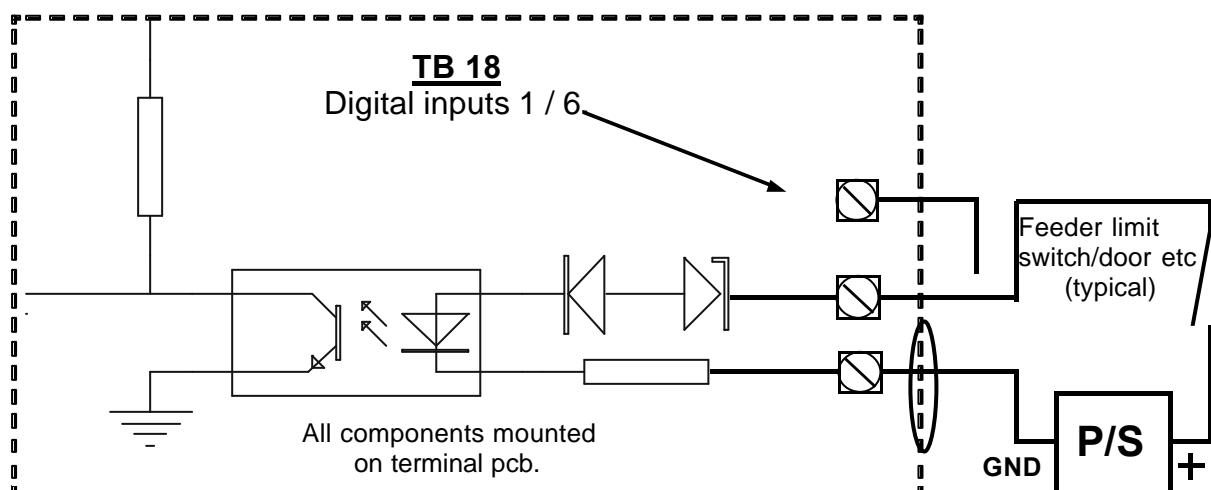 TB 18
Digital inputs 1 / 6
Feeder limit
switch/door etc
(typical)
All components mounted
on terminal pcb.
GND
P/S
+